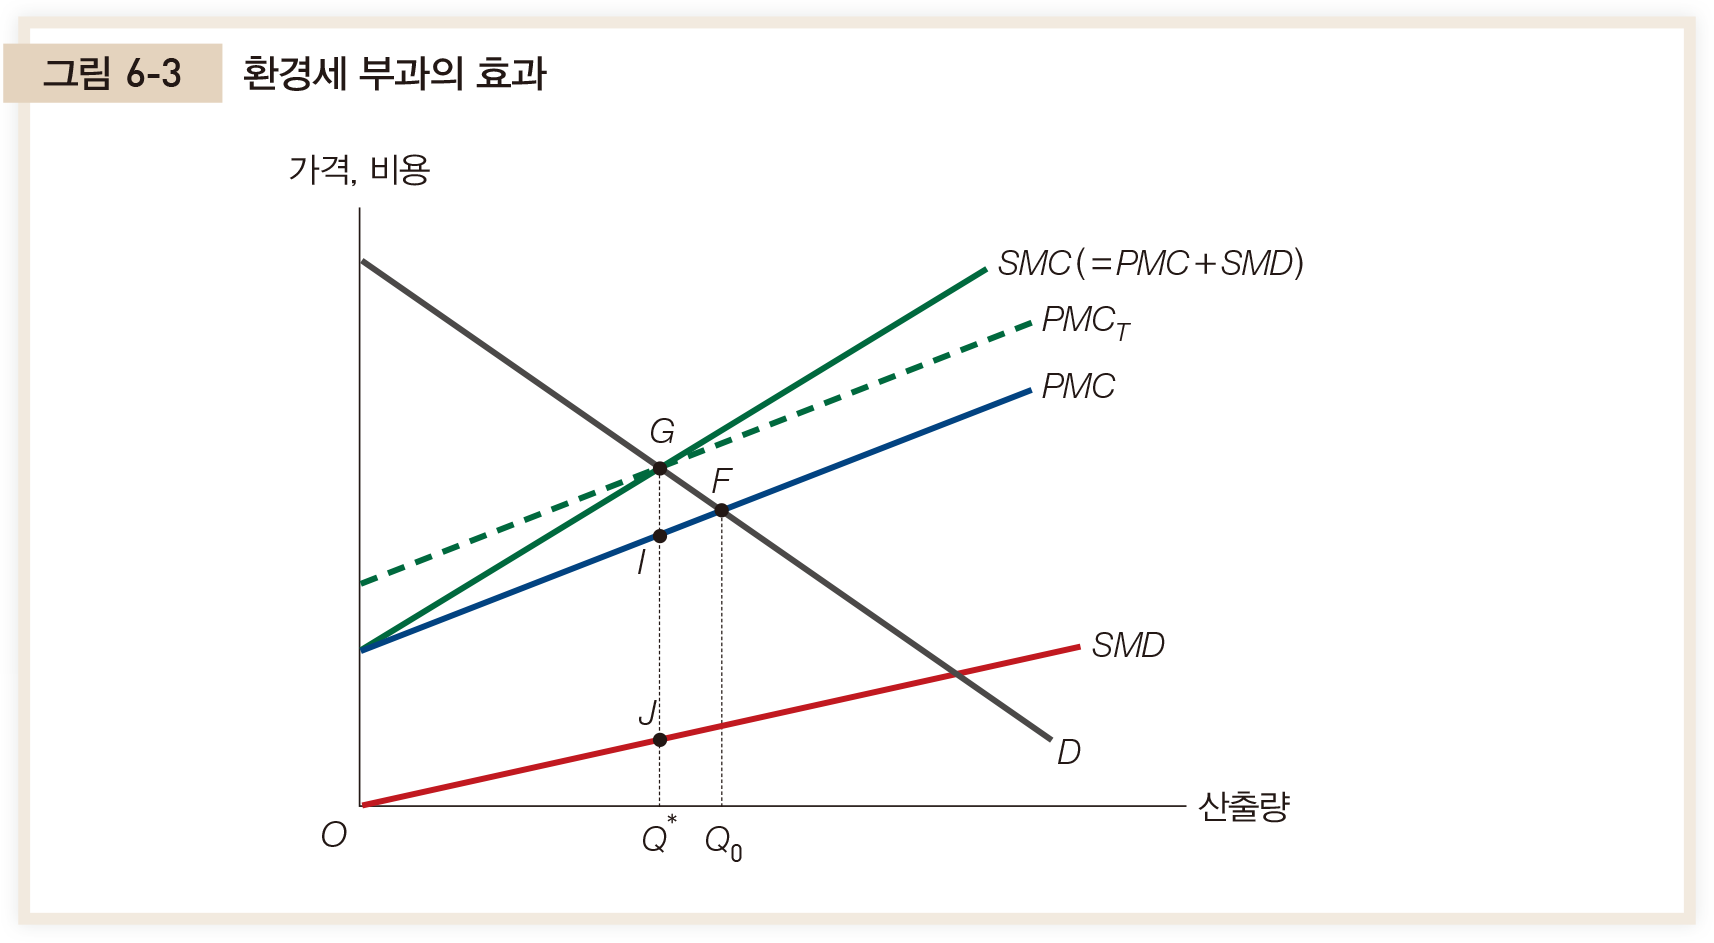 그림 6-3 환경세 부과의 효과
가격, 비용
SMC(=PMC+SMD)
PMC_T
PMC
G
F
I
SMD
J
D
산출량
O
Q* Q₀